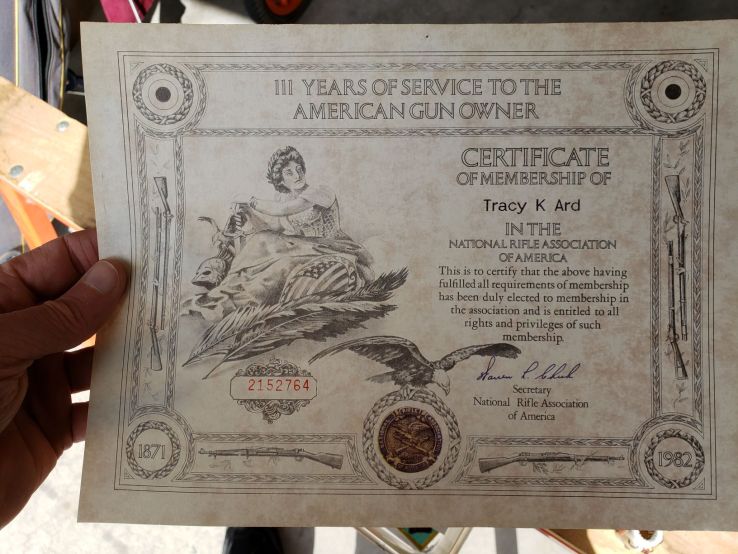 111 YEARS OF SERVICE TO THE
AMERICAN GUN OWNER
CERTIFICATE
OF MEMBERSHIP OF
Tracy K Ard
IN THE
NATIONAL RIFLE ASSOCIATION
OF AMERICA
This is to certify that the above having
fulfilled all requirements of membership
has been duly elected to membership in
the association and is entitled to all
rights and privileges of such
membership.
Secretary
National Rifle Association
of America
2152764
1871
1982